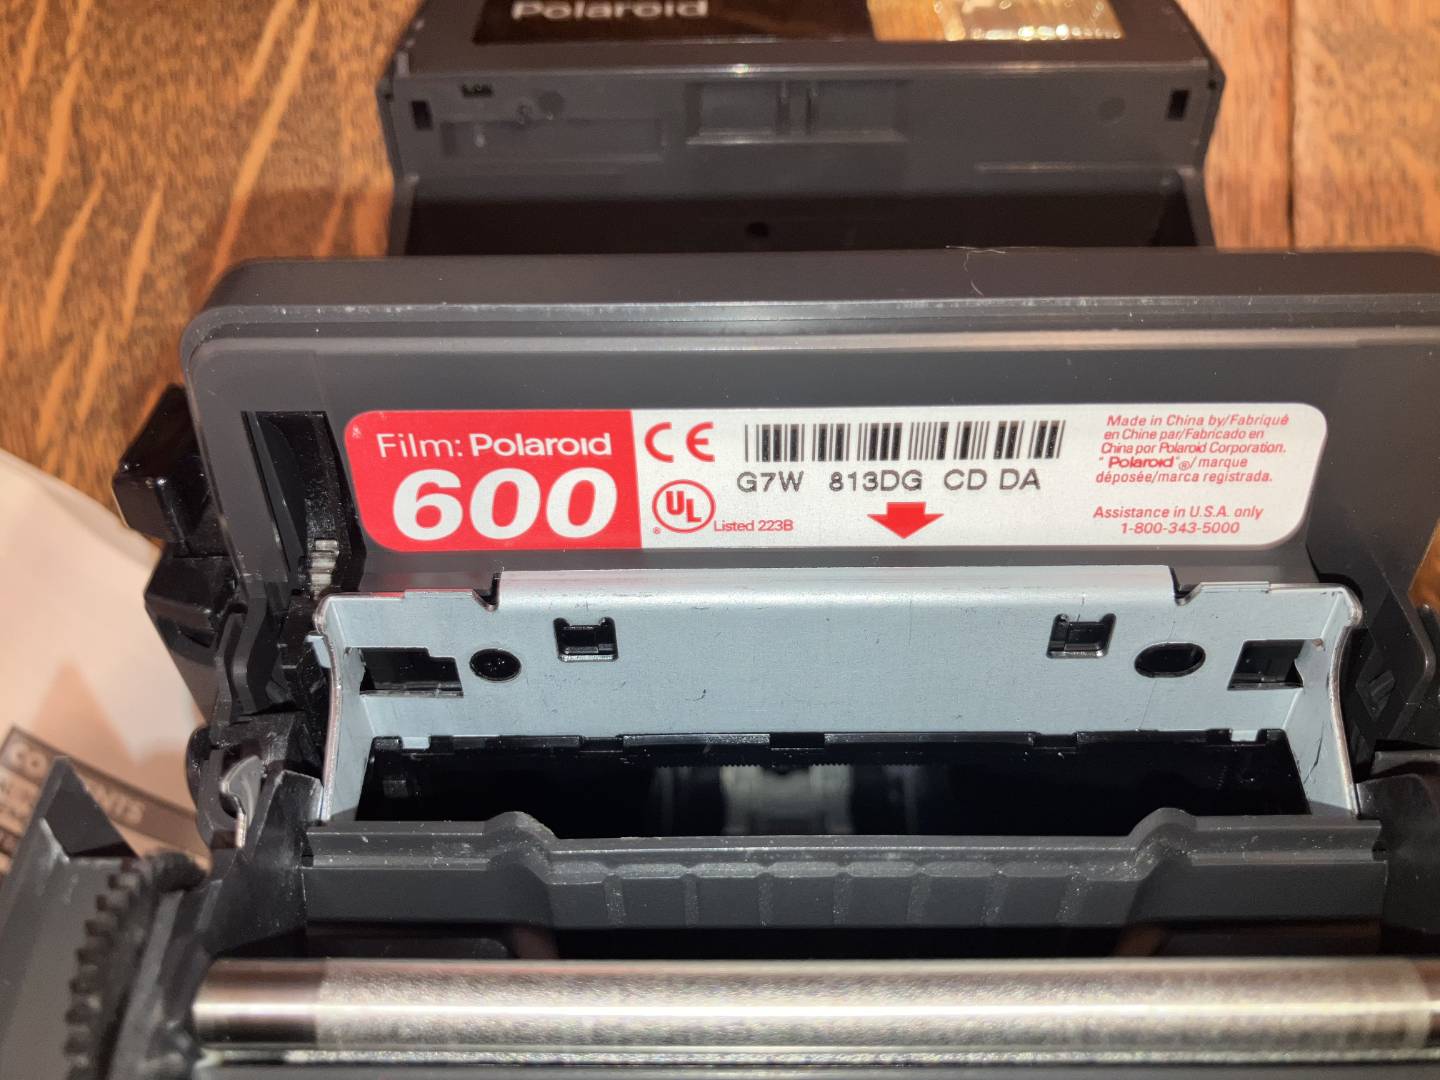 Polaroid
Film: Polaroid
600
CE
UL
®
Listed 223B
G7W 813DG CD DA
Made in China by/Fabriqué
en Chine par/Fabricado en
China por Polaroid Corporation.
"Polaroid"®/marque
déposée/marca registrada.
Assistance in U.S.A. only
1-800-343-5000